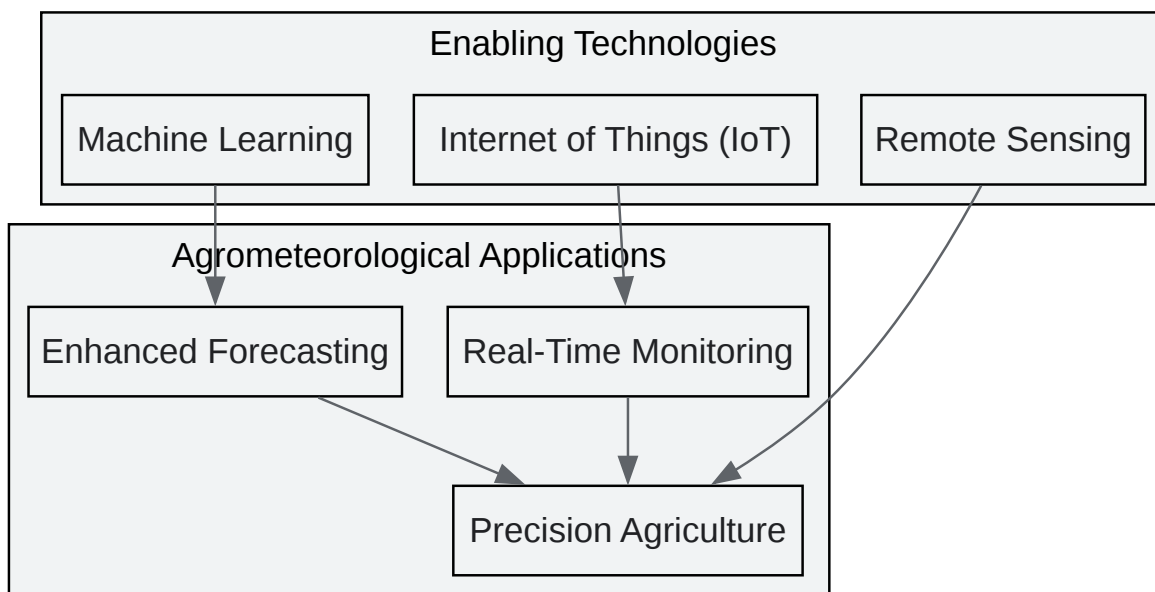 Enabling Technologies
Machine Learning
Internet of Things (IoT)
Remote Sensing
Agrometeorological Applications
Enhanced Forecasting
Real-Time Monitoring
Precision Agriculture